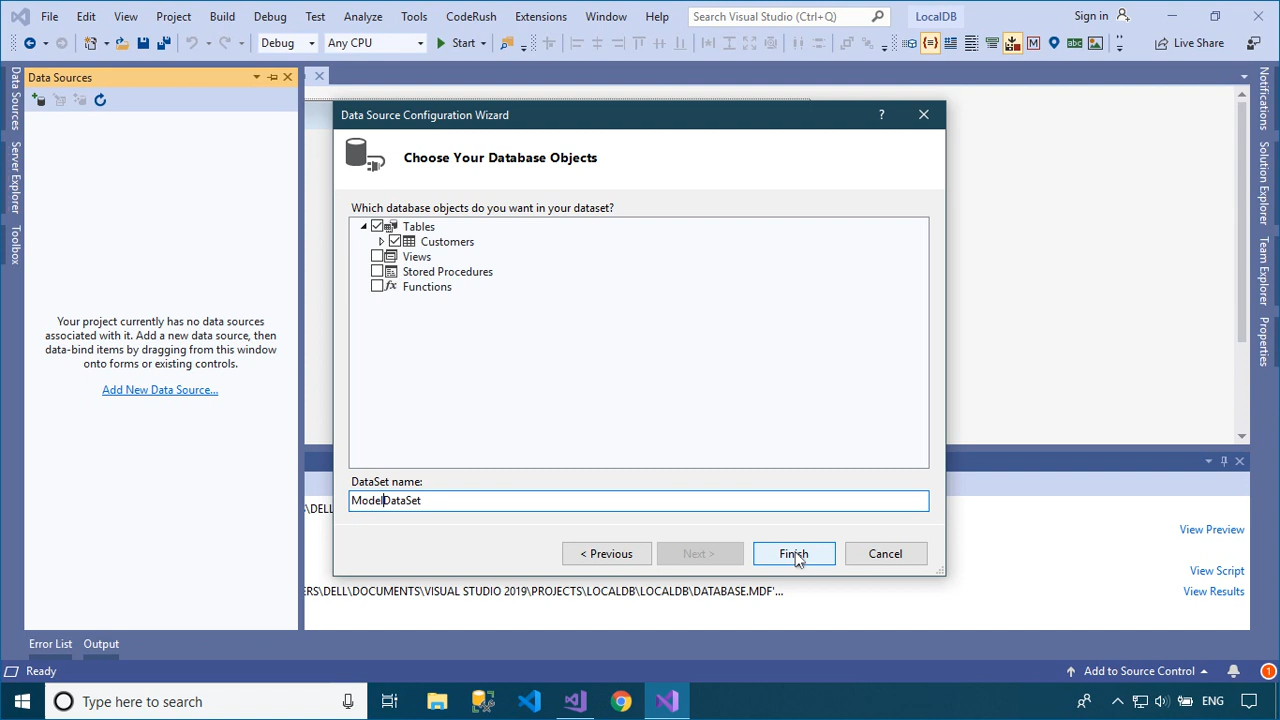 File Edit View Project Build Debug Test Analyze Tools CodeRush Extensions Window Help Search Visual Studio (Ctrl+Q) LocalDB Sign in
Debug Any CPU Start Live Share
Data Sources
Data Sources
Server Explorer
Toolbox
Your project currently has no data sources
associated with it. Add a new data source, then
data-bind items by dragging from this window
onto forms or existing controls.
Add New Data Source...
Data Source Configuration Wizard
?
Choose Your Database Objects
Which database objects do you want in your dataset?
Tables
Customers
Views
Stored Procedures
fx Functions
DataSet name:
ModelDataSet
< Previous Next > Finish Cancel
\DELL
View Preview
View Script
RS\DELL\DOCUMENTS\VISUAL STUDIO 2019\PROJECTS\LOCALDB\LOCALDB\DATABASE.MDF'...
View Results
Notifications
Solution Explorer
Team Explorer
Properties
Error List Output
Ready Add to Source Control 1
Type here to search
ENG